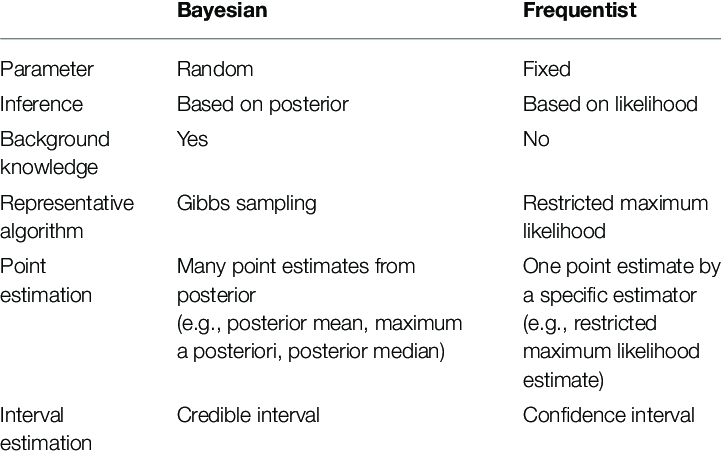 Bayesian Frequentist
Parameter Random Fixed
Inference Based on posterior Based on likelihood
Background Yes No
knowledge
Representative Gibbs sampling Restricted maximum
algorithm likelihood
Point Many point estimates from One point estimate by
estimation posterior a specific estimator
(e.g., posterior mean, maximum (e.g., restricted
a posteriori, posterior median) maximum likelihood
estimate)
Interval Credible interval Confidence interval
estimation